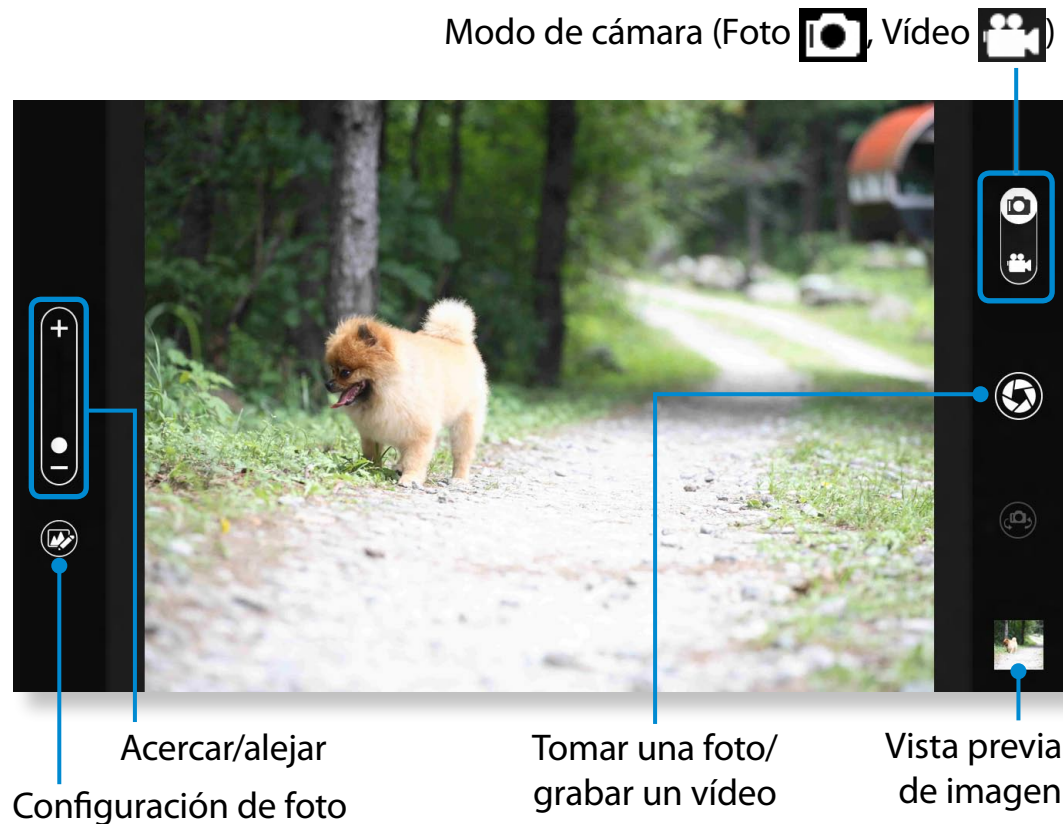 Modo de cámara (Foto , Vídeo )
Acercar/alejar
Configuración de foto
Tomar una foto/
grabar un vídeo
Vista previa
de imagen